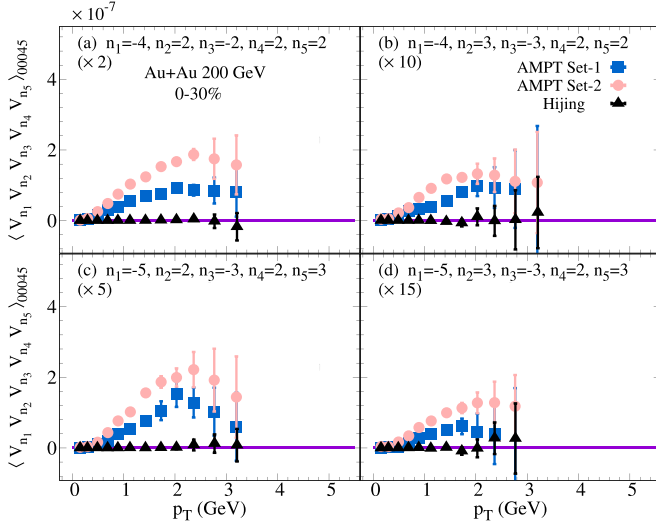 × 10⁻⁷
(a) n₁=-4, n₂=2, n₃=-2, n₄=2, n₅=2
(× 2)
Au+Au 200 GeV
0-30%
(b) n₁=-4, n₂=3, n₃=-3, n₄=2, n₅=2
(× 10)
AMPT Set-1
AMPT Set-2
Hijing
4
2
0
⟨ V_{n₁} V_{n₂} V_{n₃} V_{n₄} V_{n₅} ⟩₀₀₀₄₅
(c) n₁=-5, n₂=2, n₃=-3, n₄=2, n₅=3
(× 5)
(d) n₁=-5, n₂=3, n₃=-3, n₄=2, n₅=3
(× 15)
4
2
0
⟨ V_{n₁} V_{n₂} V_{n₃} V_{n₄} V_{n₅} ⟩₀₀₀₄₅
0 1 2 3 4 5
0 1 2 3 4 5
p_T (GeV)
p_T (GeV)